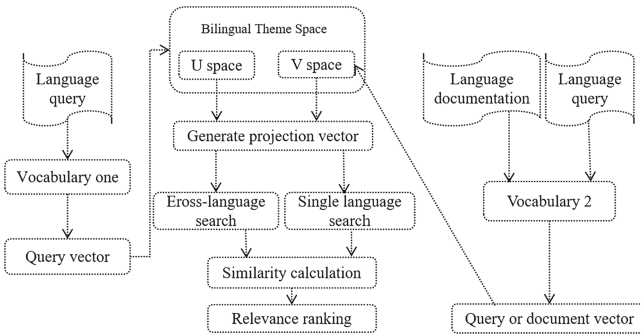 Bilingual Theme Space
U space
V space
Language
query
Language
documentation
Language
query
Generate projection vector
Vocabulary one
Eross-language
search
Single language
search
Vocabulary 2
Query vector
Similarity calculation
Relevance ranking
Query or document vector